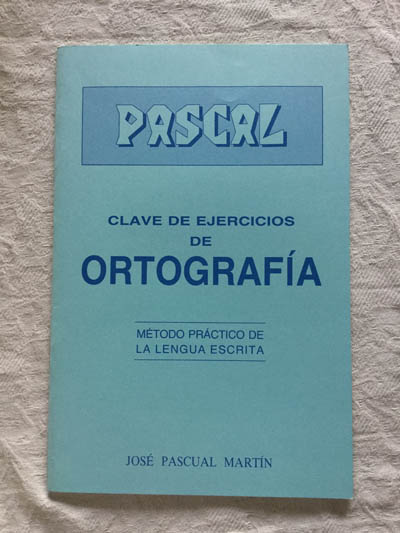 PASCAL
CLAVE DE EJERCICIOS
DE
ORTOGRAFÍA
MÉTODO PRÁCTICO DE
LA LENGUA ESCRITA
JOSÉ PASCUAL MARTÍN